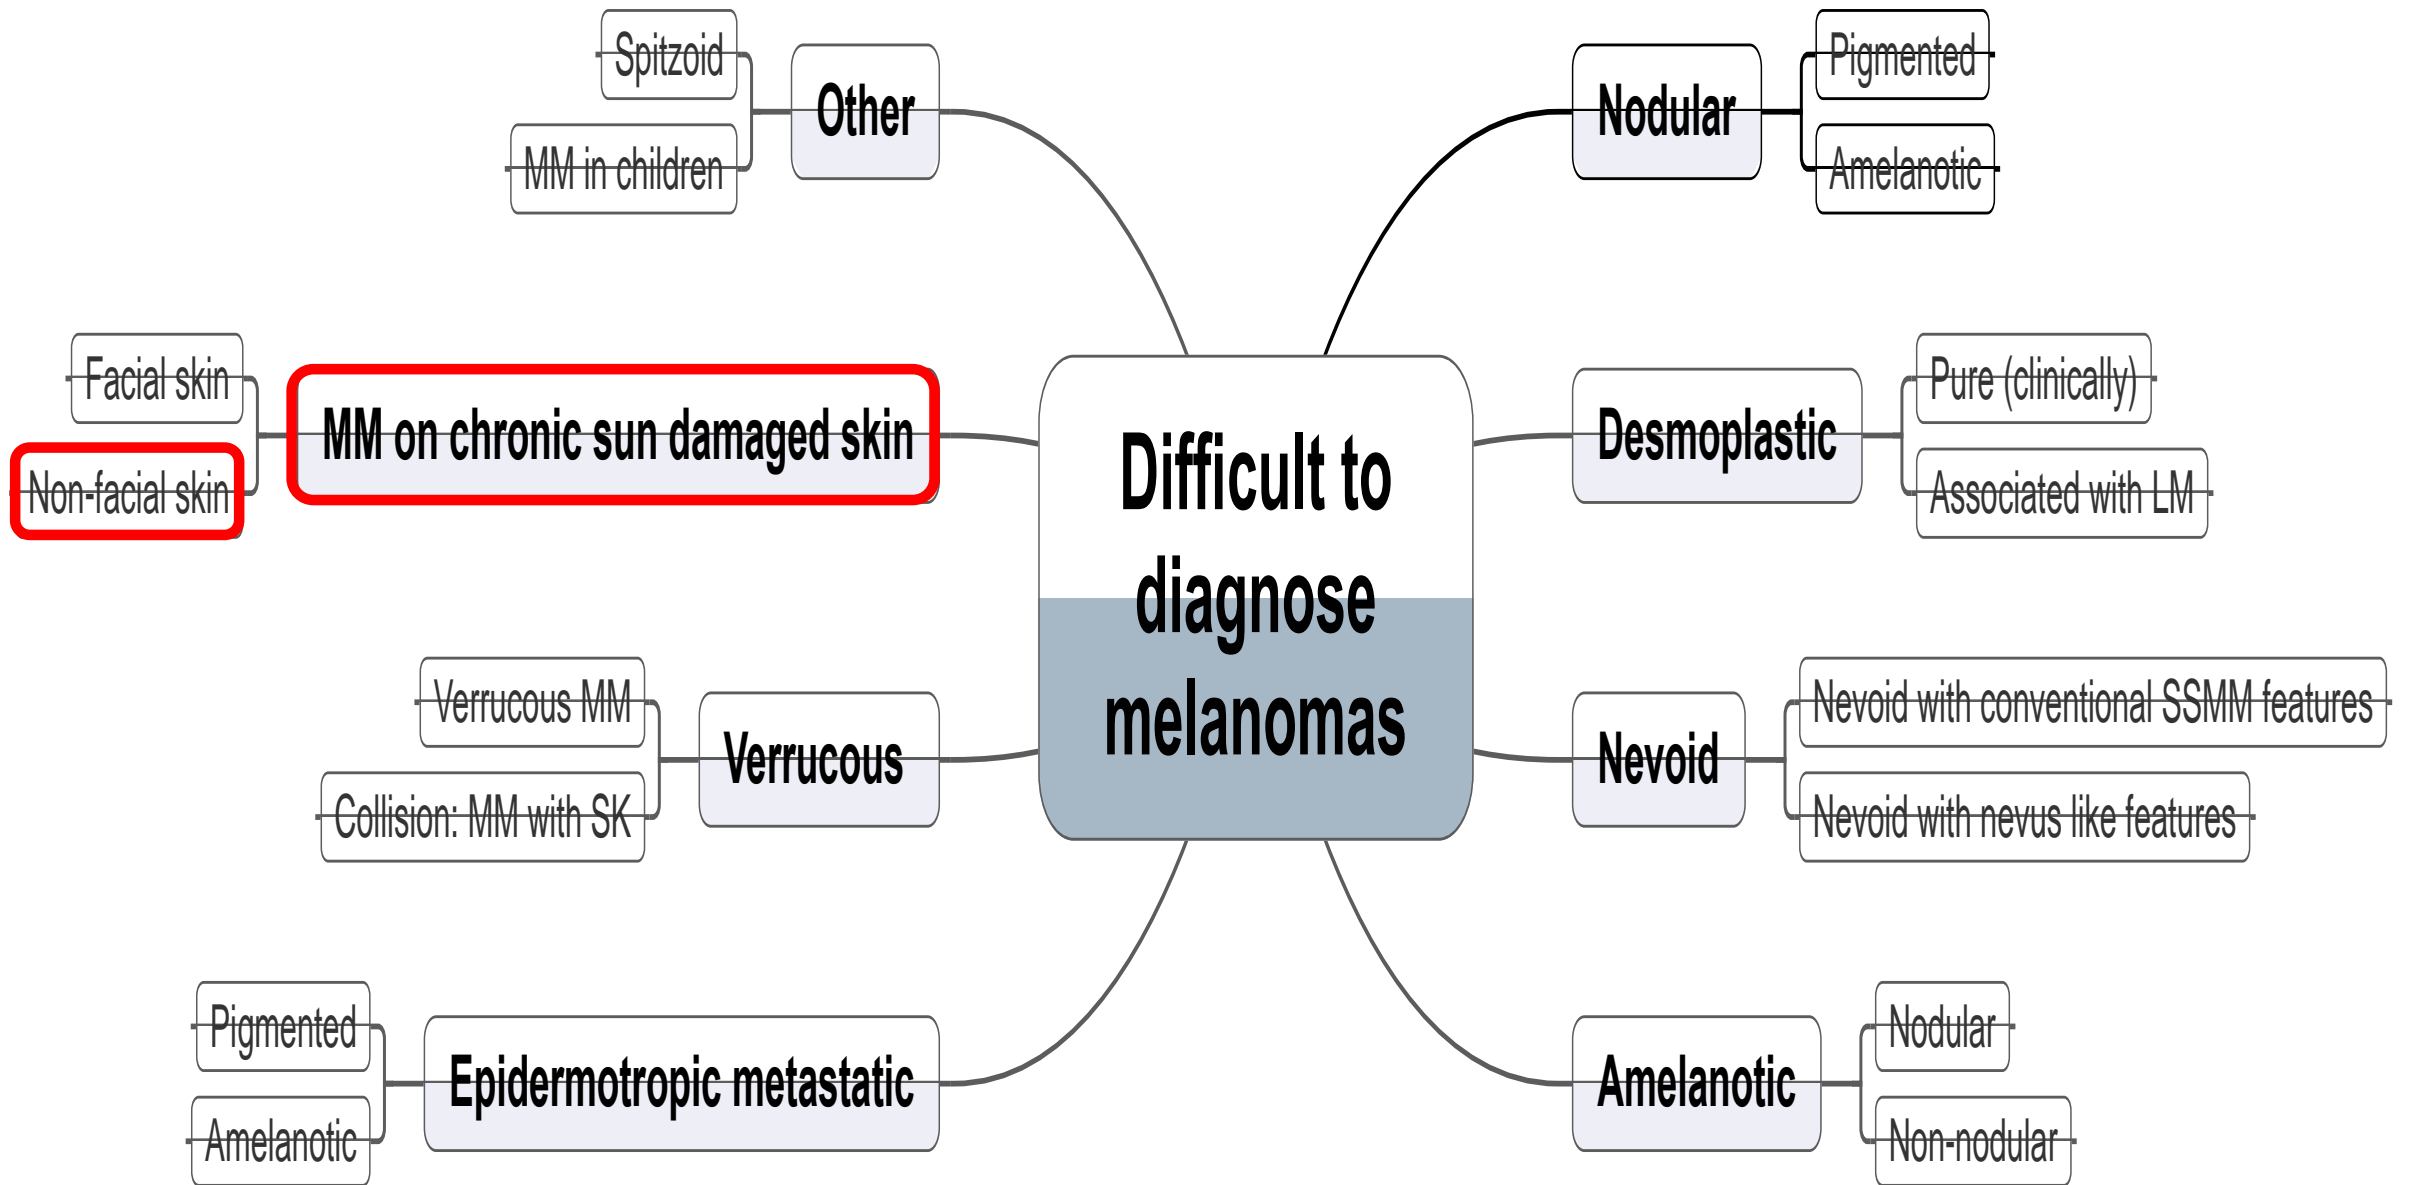 Difficult to
diagnose
melanomas
Other
Spitzoid
MM in children
MM on chronic sun damaged skin
Facial skin
Non-facial skin
Verrucous
Verrucous MM
Collision: MM with SK
Epidermotropic metastatic
Pigmented
Amelanotic
Nodular
Pigmented
Amelanotic
Desmoplastic
Pure (clinically)
Associated with LM
Nevoid
Nevoid with conventional SSMM features
Nevoid with nevus like features
Amelanotic
Nodular
Non-nodular